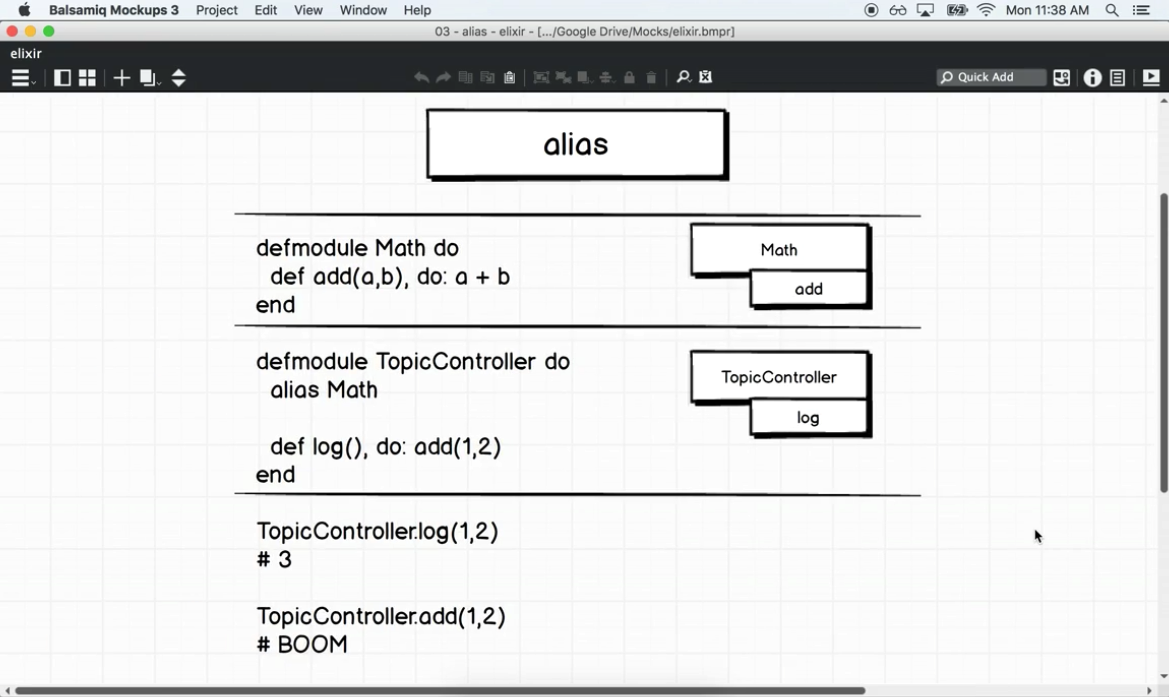 Balsamiq Mockups 3 Project Edit View Window Help Mon 11:38 AM
03 - alias - elixir - [.../Google Drive/Mocks/elixir.bmpr]
elixir
Quick Add
alias
defmodule Math do
def add(a,b), do: a + b
end
Math
add
defmodule TopicController do
alias Math
def log(), do: add(1,2)
end
TopicController
log
TopicController.log(1,2)
# 3
TopicController.add(1,2)
# BOOM